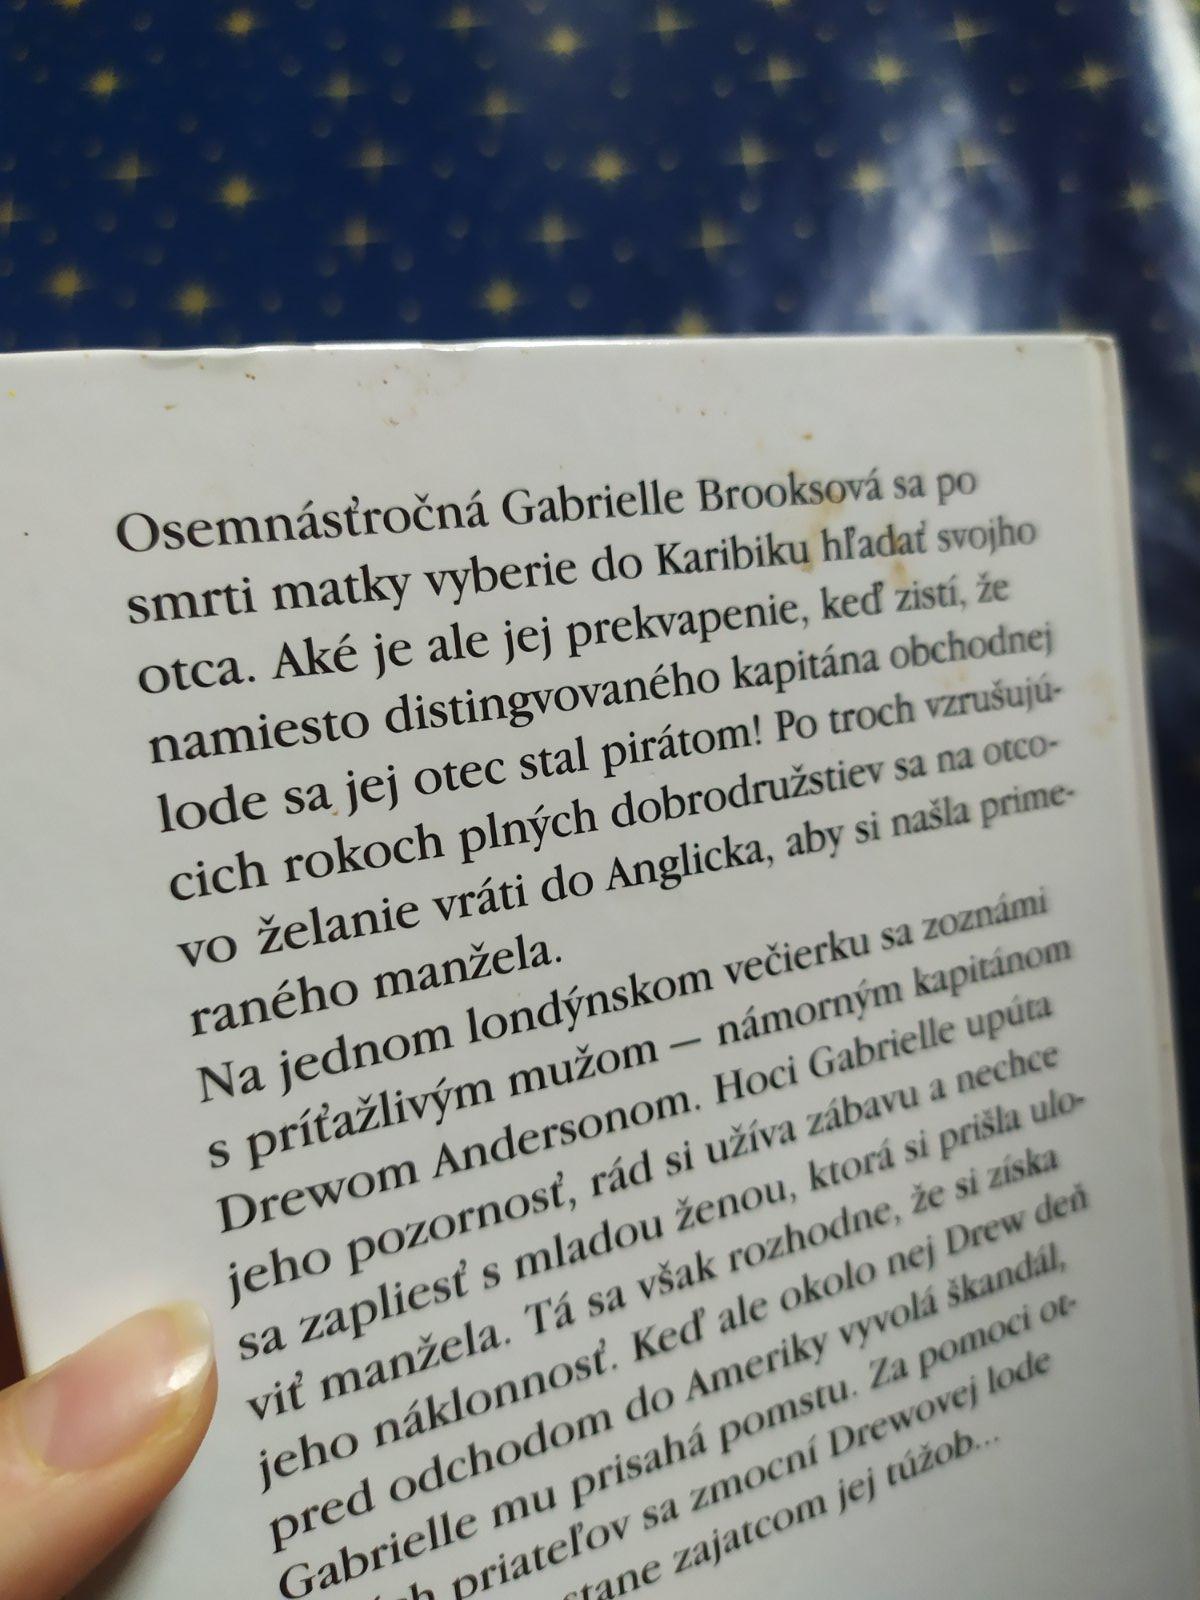 Osemnásťročná Gabrielle Brooksová sa po
smrti matky vyberie do Karibiku hľadať svojho
otca. Aké je ale jej prekvapenie, keď zistí, že
namiesto distingvovaného kapitána obchodnej
lode sa jej otec stal pirátom! Po troch vzrušujú-
cich rokoch plných dobrodružstiev sa na otco-
vo želanie vráti do Anglicka, aby si našla prime-
raného manžela.
Na jednom londýnskom večierku sa zoznámi
s príťažlivým mužom – námorným kapitánom
Drewom Andersonom. Hoci Gabrielle upúta
jeho pozornosť, rád si užíva zábavu a nechce
sa zapliesť s mladou ženou, ktorá si prišla ulo-
viť manžela. Tá sa však rozhodne, že si získa
jeho náklonnosť. Keď ale okolo nej Drew deň
pred odchodom do Ameriky vyvolá škandál,
Gabrielle mu prisahá pomstu. Za pomoci ot-
priateľov sa zmocní Drewovej lode
stane zajatcom jej túžob...